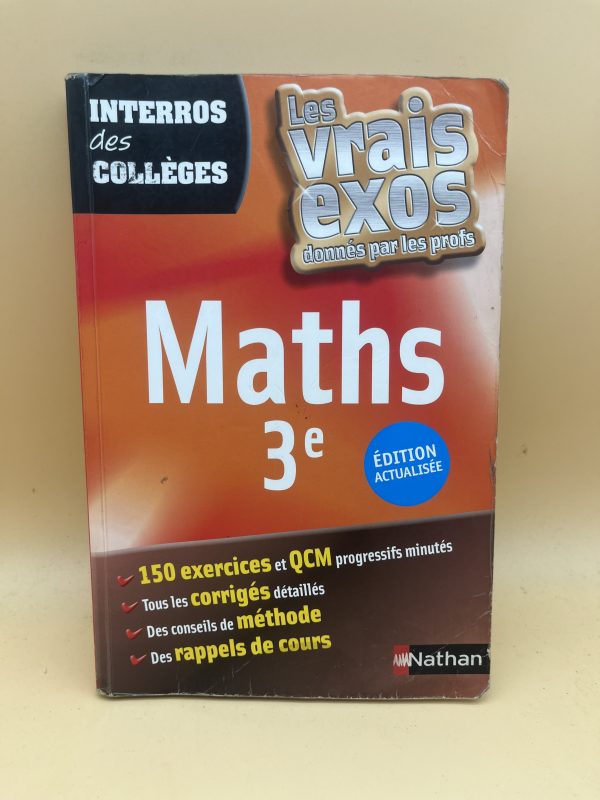 INTERROS
des
COLLÈGES
Les
vrais
exos
donnés par les profs
Maths
3e
ÉDITION
ACTUALISÉE
150 exercices et QCM progressifs minutés
Tous les corrigés détaillés
Des conseils de méthode
Des rappels de cours
Nathan